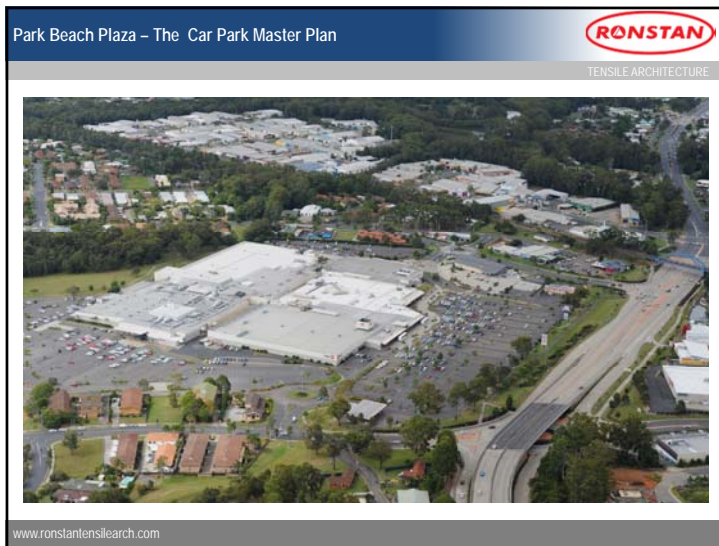 Park Beach Plaza – The  Car Park Master Plan
RONSTAN
TENSILE ARCHITECTURE
www.ronstantensilearch.com